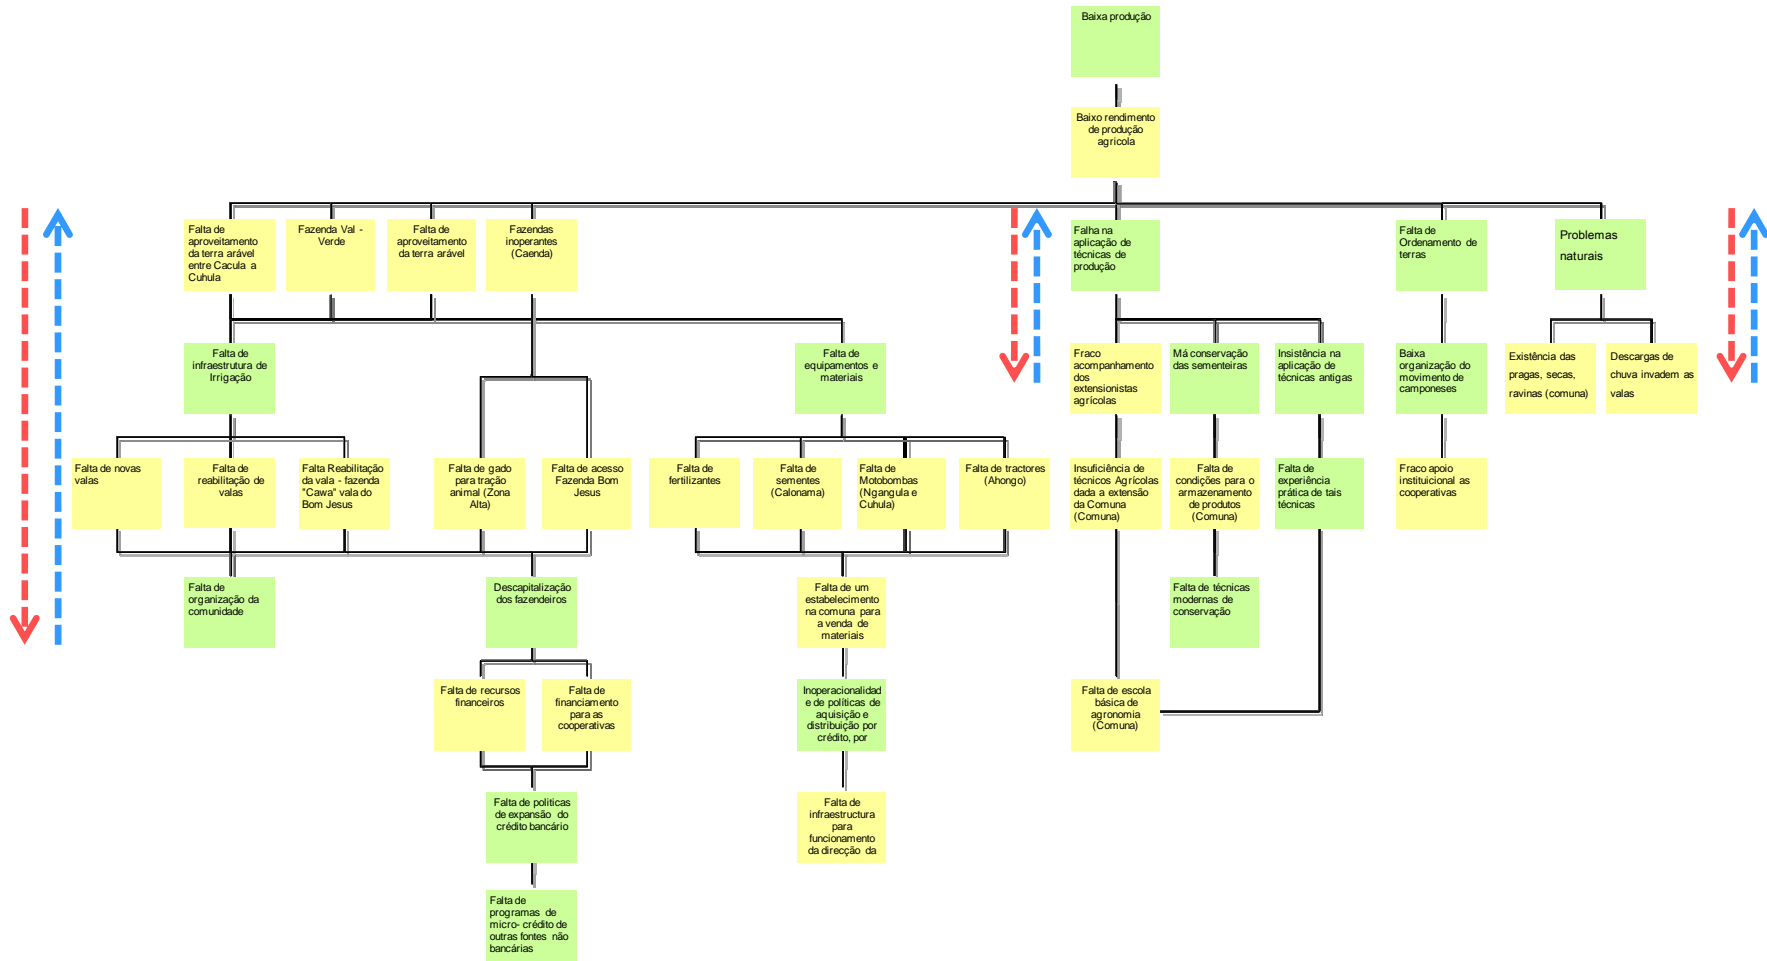 Baixa produção
Baixo rendimento
de produção
agricola
Falta de
aproveitamento
da terra arável
entre Cacula a
Cuhula
Fazenda Val -
Verde
Falta de
aproveitamento
da terra arável
Fazendas
inoperantes
(Caenda)
Falha na
aplicação de
técnicas de
produção
Falta de
Ordenamento de
terras
Problemas
naturais
Falta de
infraestrutura de
Irrigação
Falta de
equipamentos e
materiais
Fraco
acompanhamento
dos
extensionistas
agrícolas
Má conservação
das sementeiras
Insistência na
aplicação de
técnicas antigas
Baixa
organização do
movimento de
camponeses
Existência das
pragas, secas,
ravinas (comuna)
Descargas de
chuva invadem as
valas
Falta de novas
valas
Falta de
reabilitação de
valas
Falta Reabilitação
da vala - fazenda
"Cawa" vala do
Bom Jesus
Falta de gado
para tração
animal (Zona
Alta)
Falta de acesso
Fazenda Bom
Jesus
Falta de
fertilizantes
Falta de
sementes
(Calonama)
Falta de
Motobombas
(Ngangula e
Cuhula)
Falta de tractores
(Ahongo)
Insuficiência de
técnicos Agrícolas
dada a extensão
da Comuna
(Comuna)
Falta de
condições para o
armazenamento
de produtos
(Comuna)
Falta de
experiência
prática de tais
técnicas
Fraco apoio
instituicional as
cooperativas
Falta de
organização da
comunidade
Descapitalização
dos fazendeiros
Falta de um
estabelecimento
na comuna para
a venda de
materiais
Falta de técnicas
modernas de
conservação
Falta de recursos
financeiros
Falta de
financiamento
para as
cooperativas
Inoperacionalidad
e de políticas de
aquisição e
distribuição por
crédito, por
Falta de escola
básica de
agronomia
(Comuna)
Falta de politicas
de expansão do
crédito bancário
Falta de
infraestructura
para
funcionamento
da direcção da
Falta de
programas de
micro- crédito de
outras fontes não
bancárias